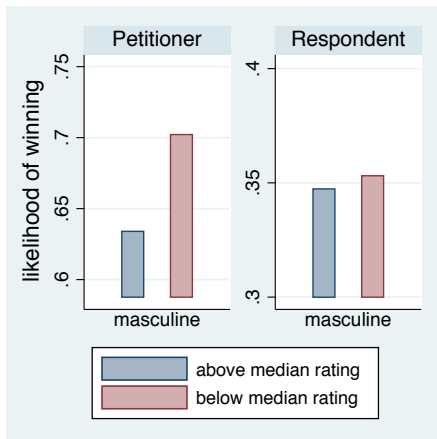 Petitioner
Respondent
likelihood of winning
.6 .65 .7 .75
.3 .35 .4
masculine
masculine
above median rating
below median rating